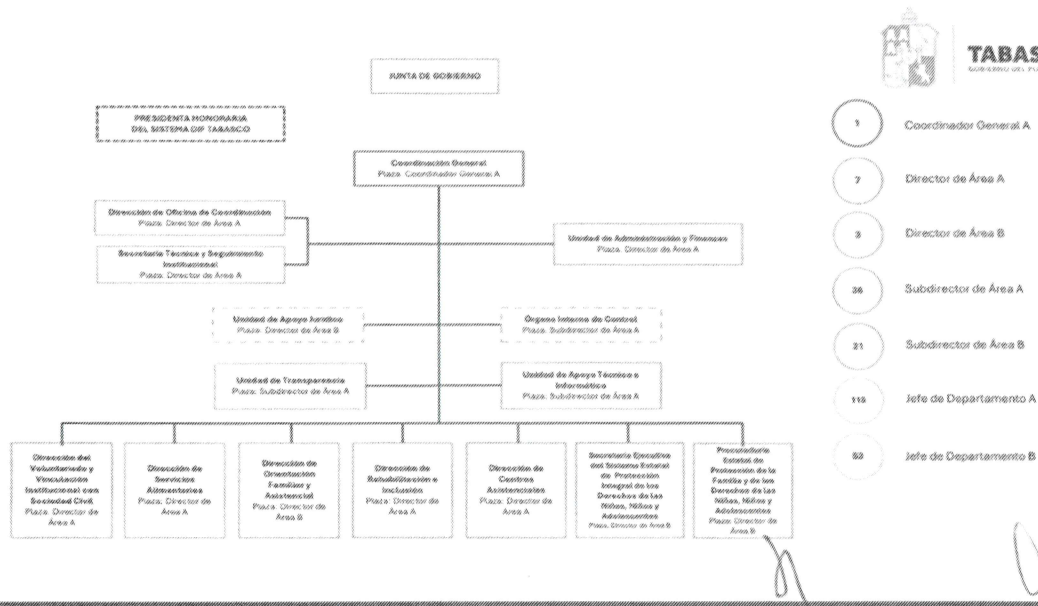 JUNTA DE GOBIERNO
TABAS
PRESIDENTA HONORARIA
DEL SISTEMA DIF TABASCO
Coordinación General
Plaza: Coordinador General A
Dirección de Oficina de Coordinación
Plaza: Director de Área A
Secretaría Técnica y Seguimiento
Institucional
Plaza: Director de Área A
Unidad de Administración y Finanzas
Plaza: Director de Área A
Unidad de Apoyo Jurídico
Plaza: Director de Área B
Órgano Interno de Control
Plaza: Subdirector de Área A
Unidad de Transparencia
Plaza: Subdirector de Área A
Unidad de Apoyo Técnico e
Informático
Plaza: Subdirector de Área A
Dirección del
Voluntariado y
Vinculación
Institucional con
Sociedad Civil
Plaza: Director de
Área A
Dirección de
Servicios
Alimentarios
Plaza: Director de
Área A
Dirección de
Orientación
Familiar y
Asistencial
Plaza: Director de
Área B
Dirección de
Rehabilitación e
Inclusión
Plaza: Director de
Área A
Dirección de
Centros
Asistenciales
Plaza: Director de
Área A
Secretaría Ejecutiva
del Sistema Estatal
de Protección
Integral de los
Derechos de las
Niñas, Niños y
Adolescentes
Plaza: Director de Área B
Procuraduría
Estatal de
Protección de la
Familia y de los
Derechos de las
Niñas, Niños y
Adolescentes
Plaza: Director de
Área B
1 Coordinador General A
7 Director de Área A
3 Director de Área B
36 Subdirector de Área A
21 Subdirector de Área B
Jefe de Departamento A
Jefe de Departamento B